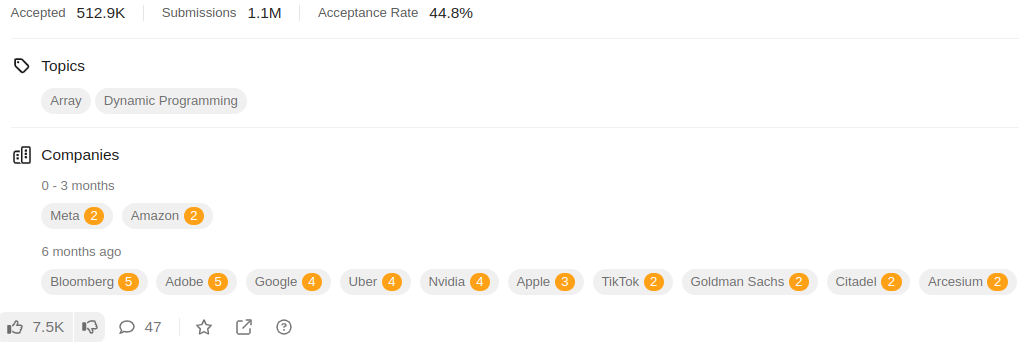 Accepted 512.9K Submissions 1.1M Acceptance Rate 44.8%
Topics
Array Dynamic Programming
Companies
0 - 3 months
Meta 2 Amazon 2
6 months ago
Bloomberg 5 Adobe 5 Google 4 Uber 4 Nvidia 4 Apple 3 TikTok 2 Goldman Sachs 2 Citadel 2 Arcesium 2
7.5K 47